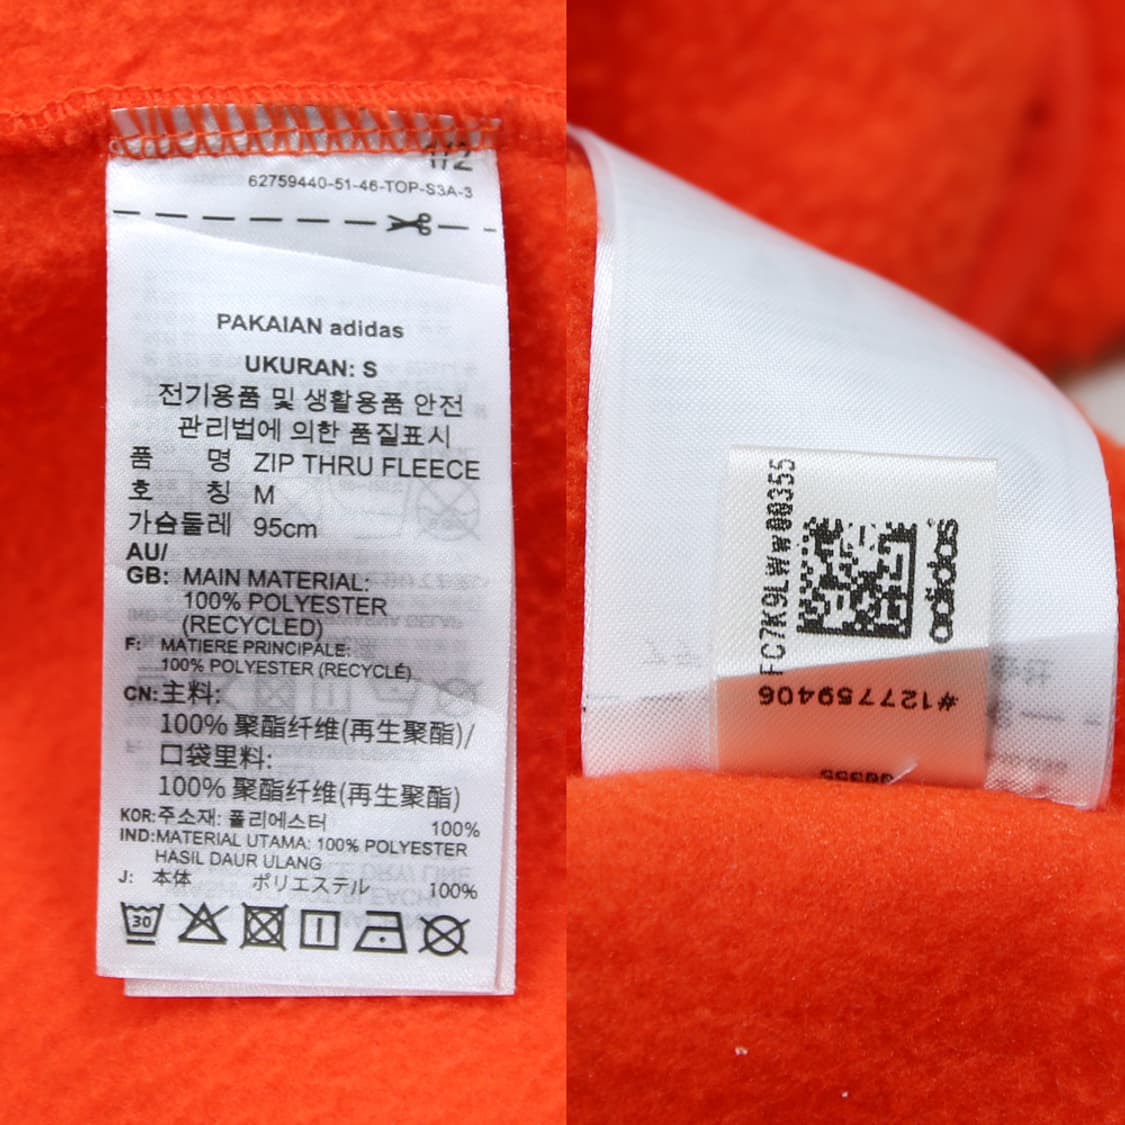 1/2
62759440-51-46-TOP-S3A-3
PAKAIAN adidas
UKURAN: S
전기용품 및 생활용품 안전
관리법에 의한 품질표시
품 명 ZIP THRU FLEECE
호 칭 M
가슴둘레 95cm
AU/
GB: MAIN MATERIAL:
100% POLYESTER
(RECYCLED)
F: MATIERE PRINCIPALE:
100% POLYESTER (RECYCLÉ)
CN: 主料:
100% 聚酯纤维(再生聚酯)/
口袋里料:
100% 聚酯纤维(再生聚酯)
KOR: 주소재: 폴리에스터 100%
IND: MATERIAL UTAMA: 100% POLYESTER
HASIL DAUR ULANG
J: 本体 ポリエステル 100%
30
FC7K9LWw00355
adidas
#127759406
00355